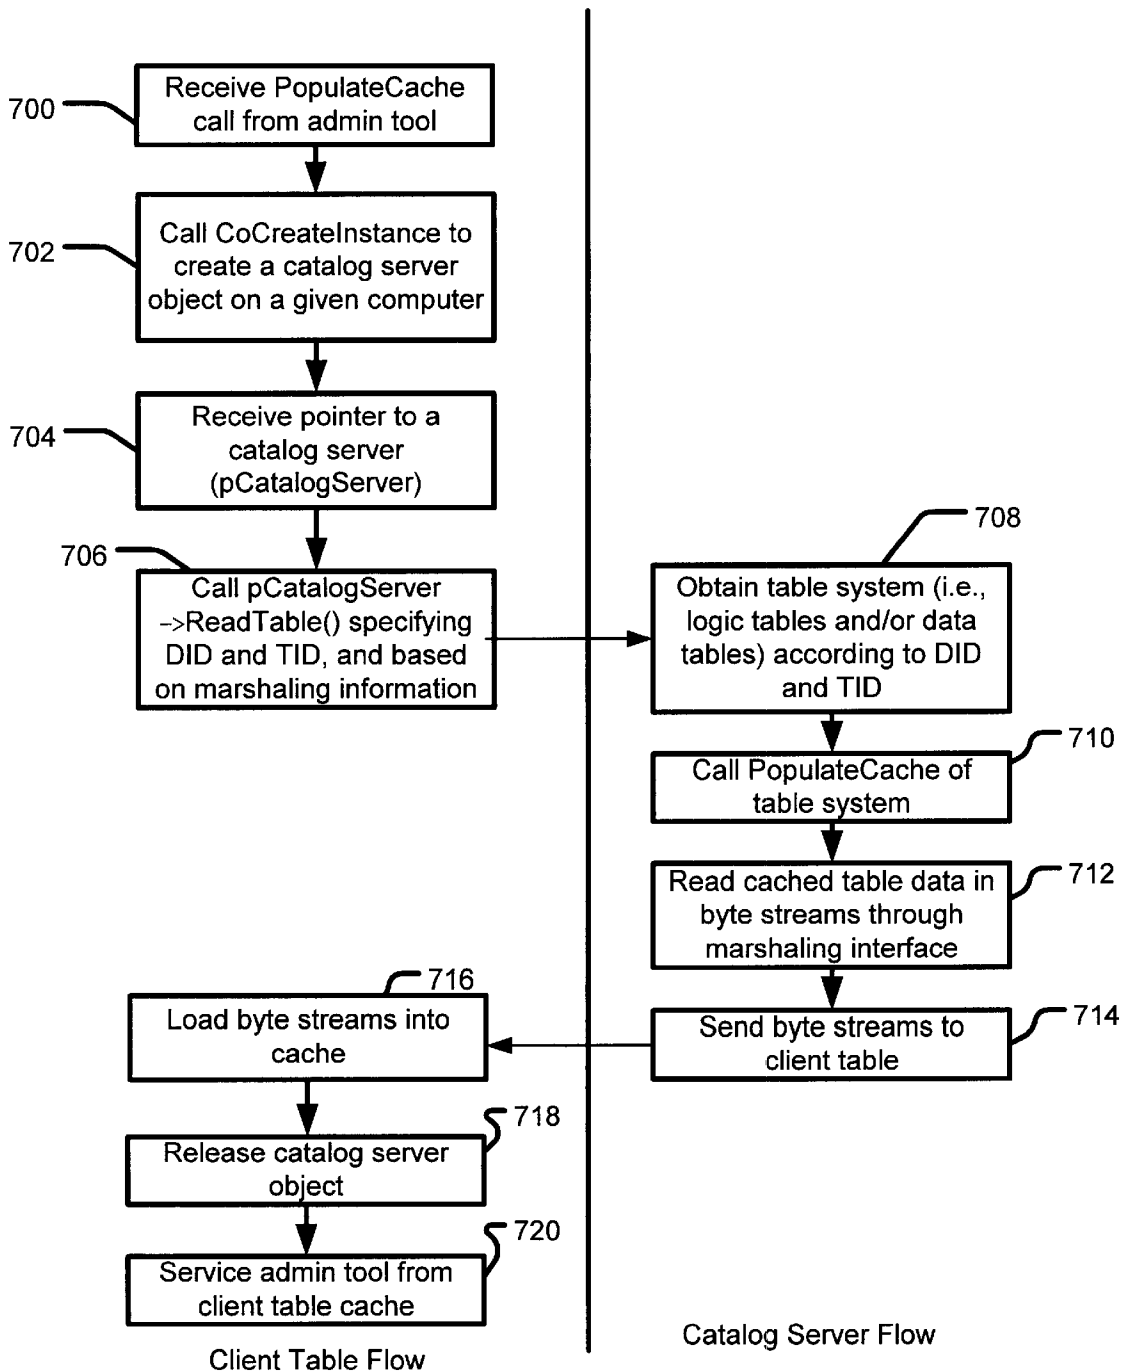 700
Receive PopulateCache
call from admin tool
702
Call CoCreateInstance to
create a catalog server
object on a given computer
704
Receive pointer to a
catalog server
(pCatalogServer)
706
Call pCatalogServer
->ReadTable() specifying
DID and TID, and based
on marshaling information
708
Obtain table system (i.e.,
logic tables and/or data
tables) according to DID
and TID
710
Call PopulateCache of
table system
712
Read cached table data in
byte streams through
marshaling interface
714
Send byte streams to
client table
716
Load byte streams into
cache
718
Release catalog server
object
720
Service admin tool from
client table cache
Client Table Flow
Catalog Server Flow